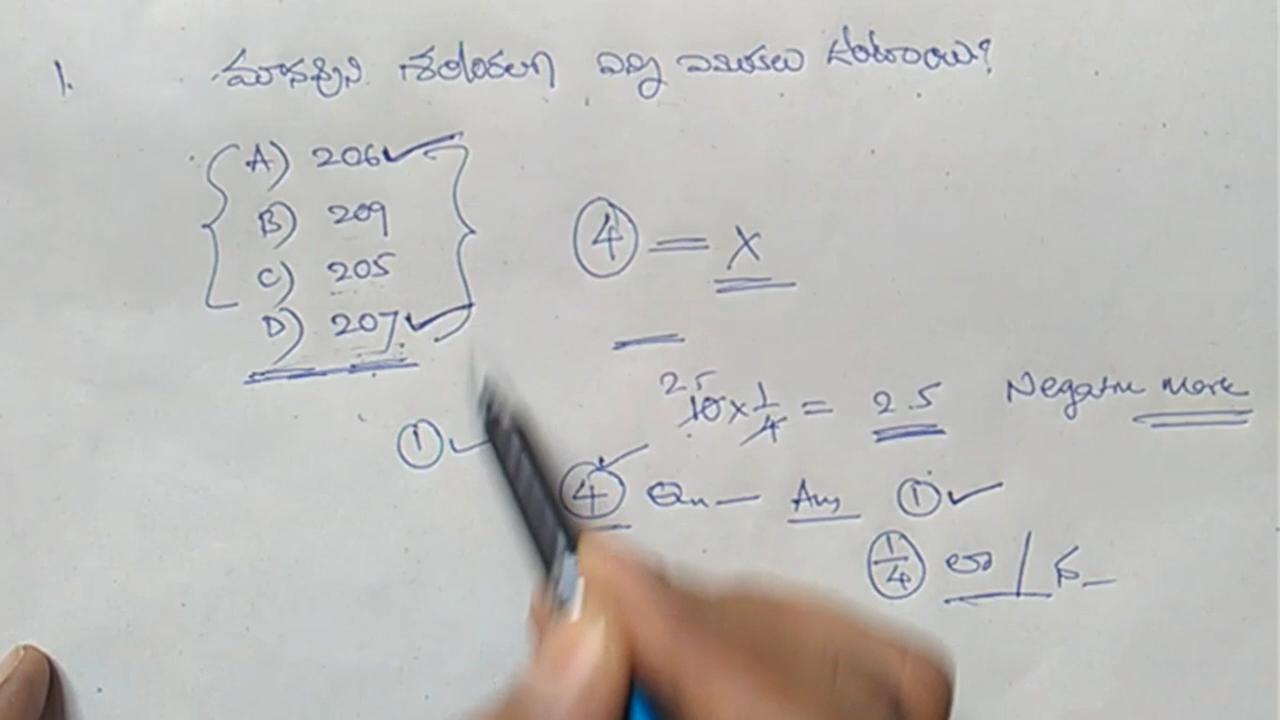 1. మానవుని శరీరంలో ఎన్ని ఎముకలు ఉంటాయి?
A) 206
B) 209
C) 205
D) 207
4 = X
25
10 x 1/4 = 2.5 Negative mark
1
4 Qu - Ans 1
1/4